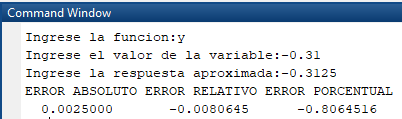 Command Window
Ingrese la funcion:y
Ingrese el valor de la variable:-0.31
Ingrese la respuesta aproximada:-0.3125
ERROR ABSOLUTO ERROR RELATIVO ERROR PORCENTUAL
0.0025000 -0.0080645 -0.8064516